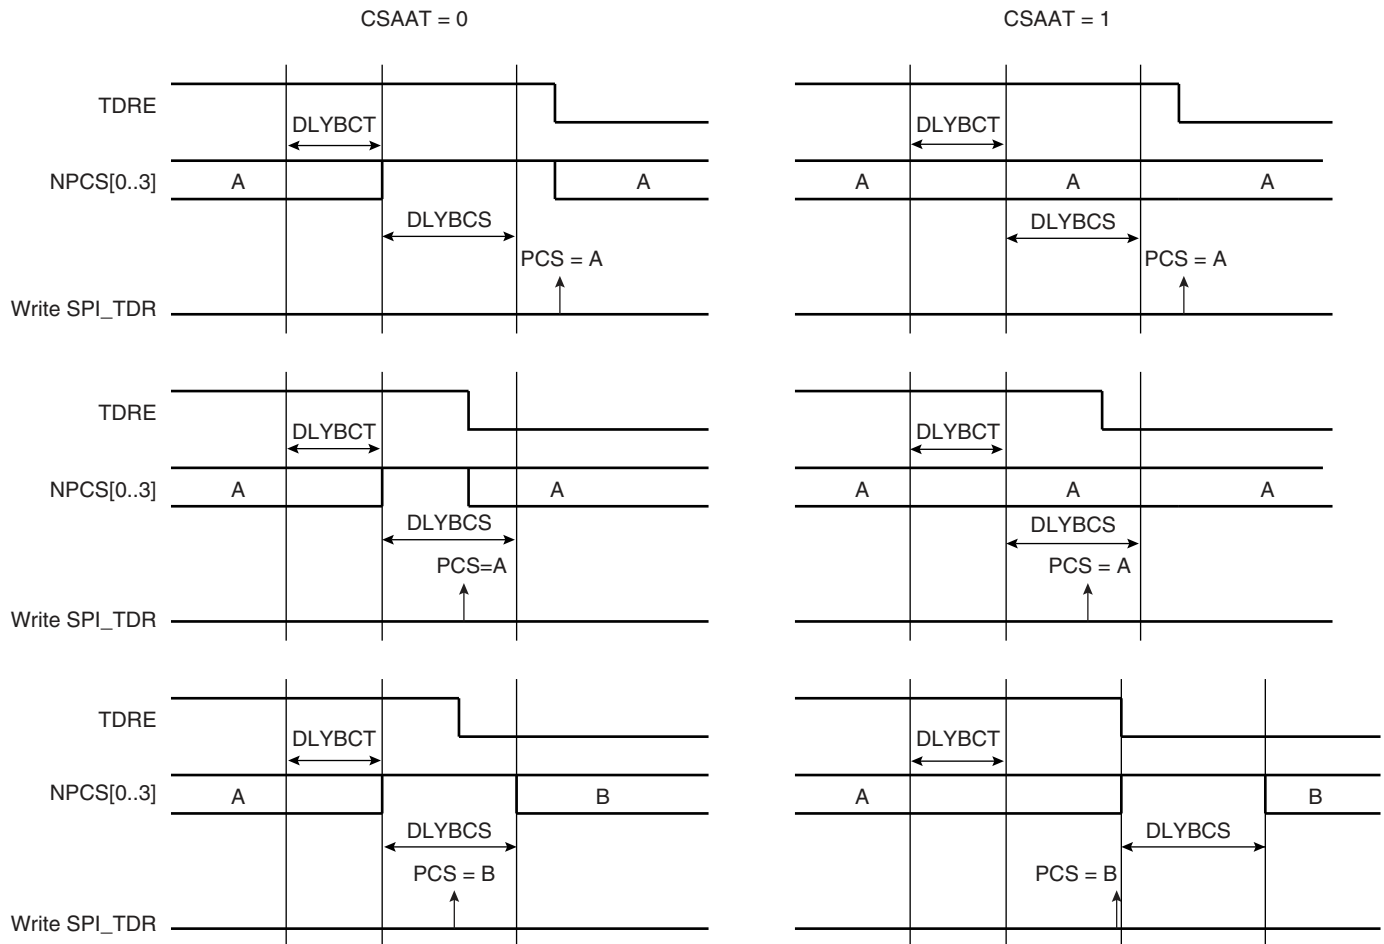 CSAAT = 0
CSAAT = 1
TDRE
DLYBCT
DLYBCT
NPCS[0..3]
A
A
A
A
A
DLYBCS
DLYBCS
PCS = A
PCS = A
Write SPI_TDR
TDRE
DLYBCT
DLYBCT
NPCS[0..3]
A
A
A
A
A
DLYBCS
DLYBCS
PCS=A
PCS = A
Write SPI_TDR
TDRE
DLYBCT
DLYBCT
NPCS[0..3]
A
B
A
B
DLYBCS
DLYBCS
PCS = B
PCS = B
Write SPI_TDR